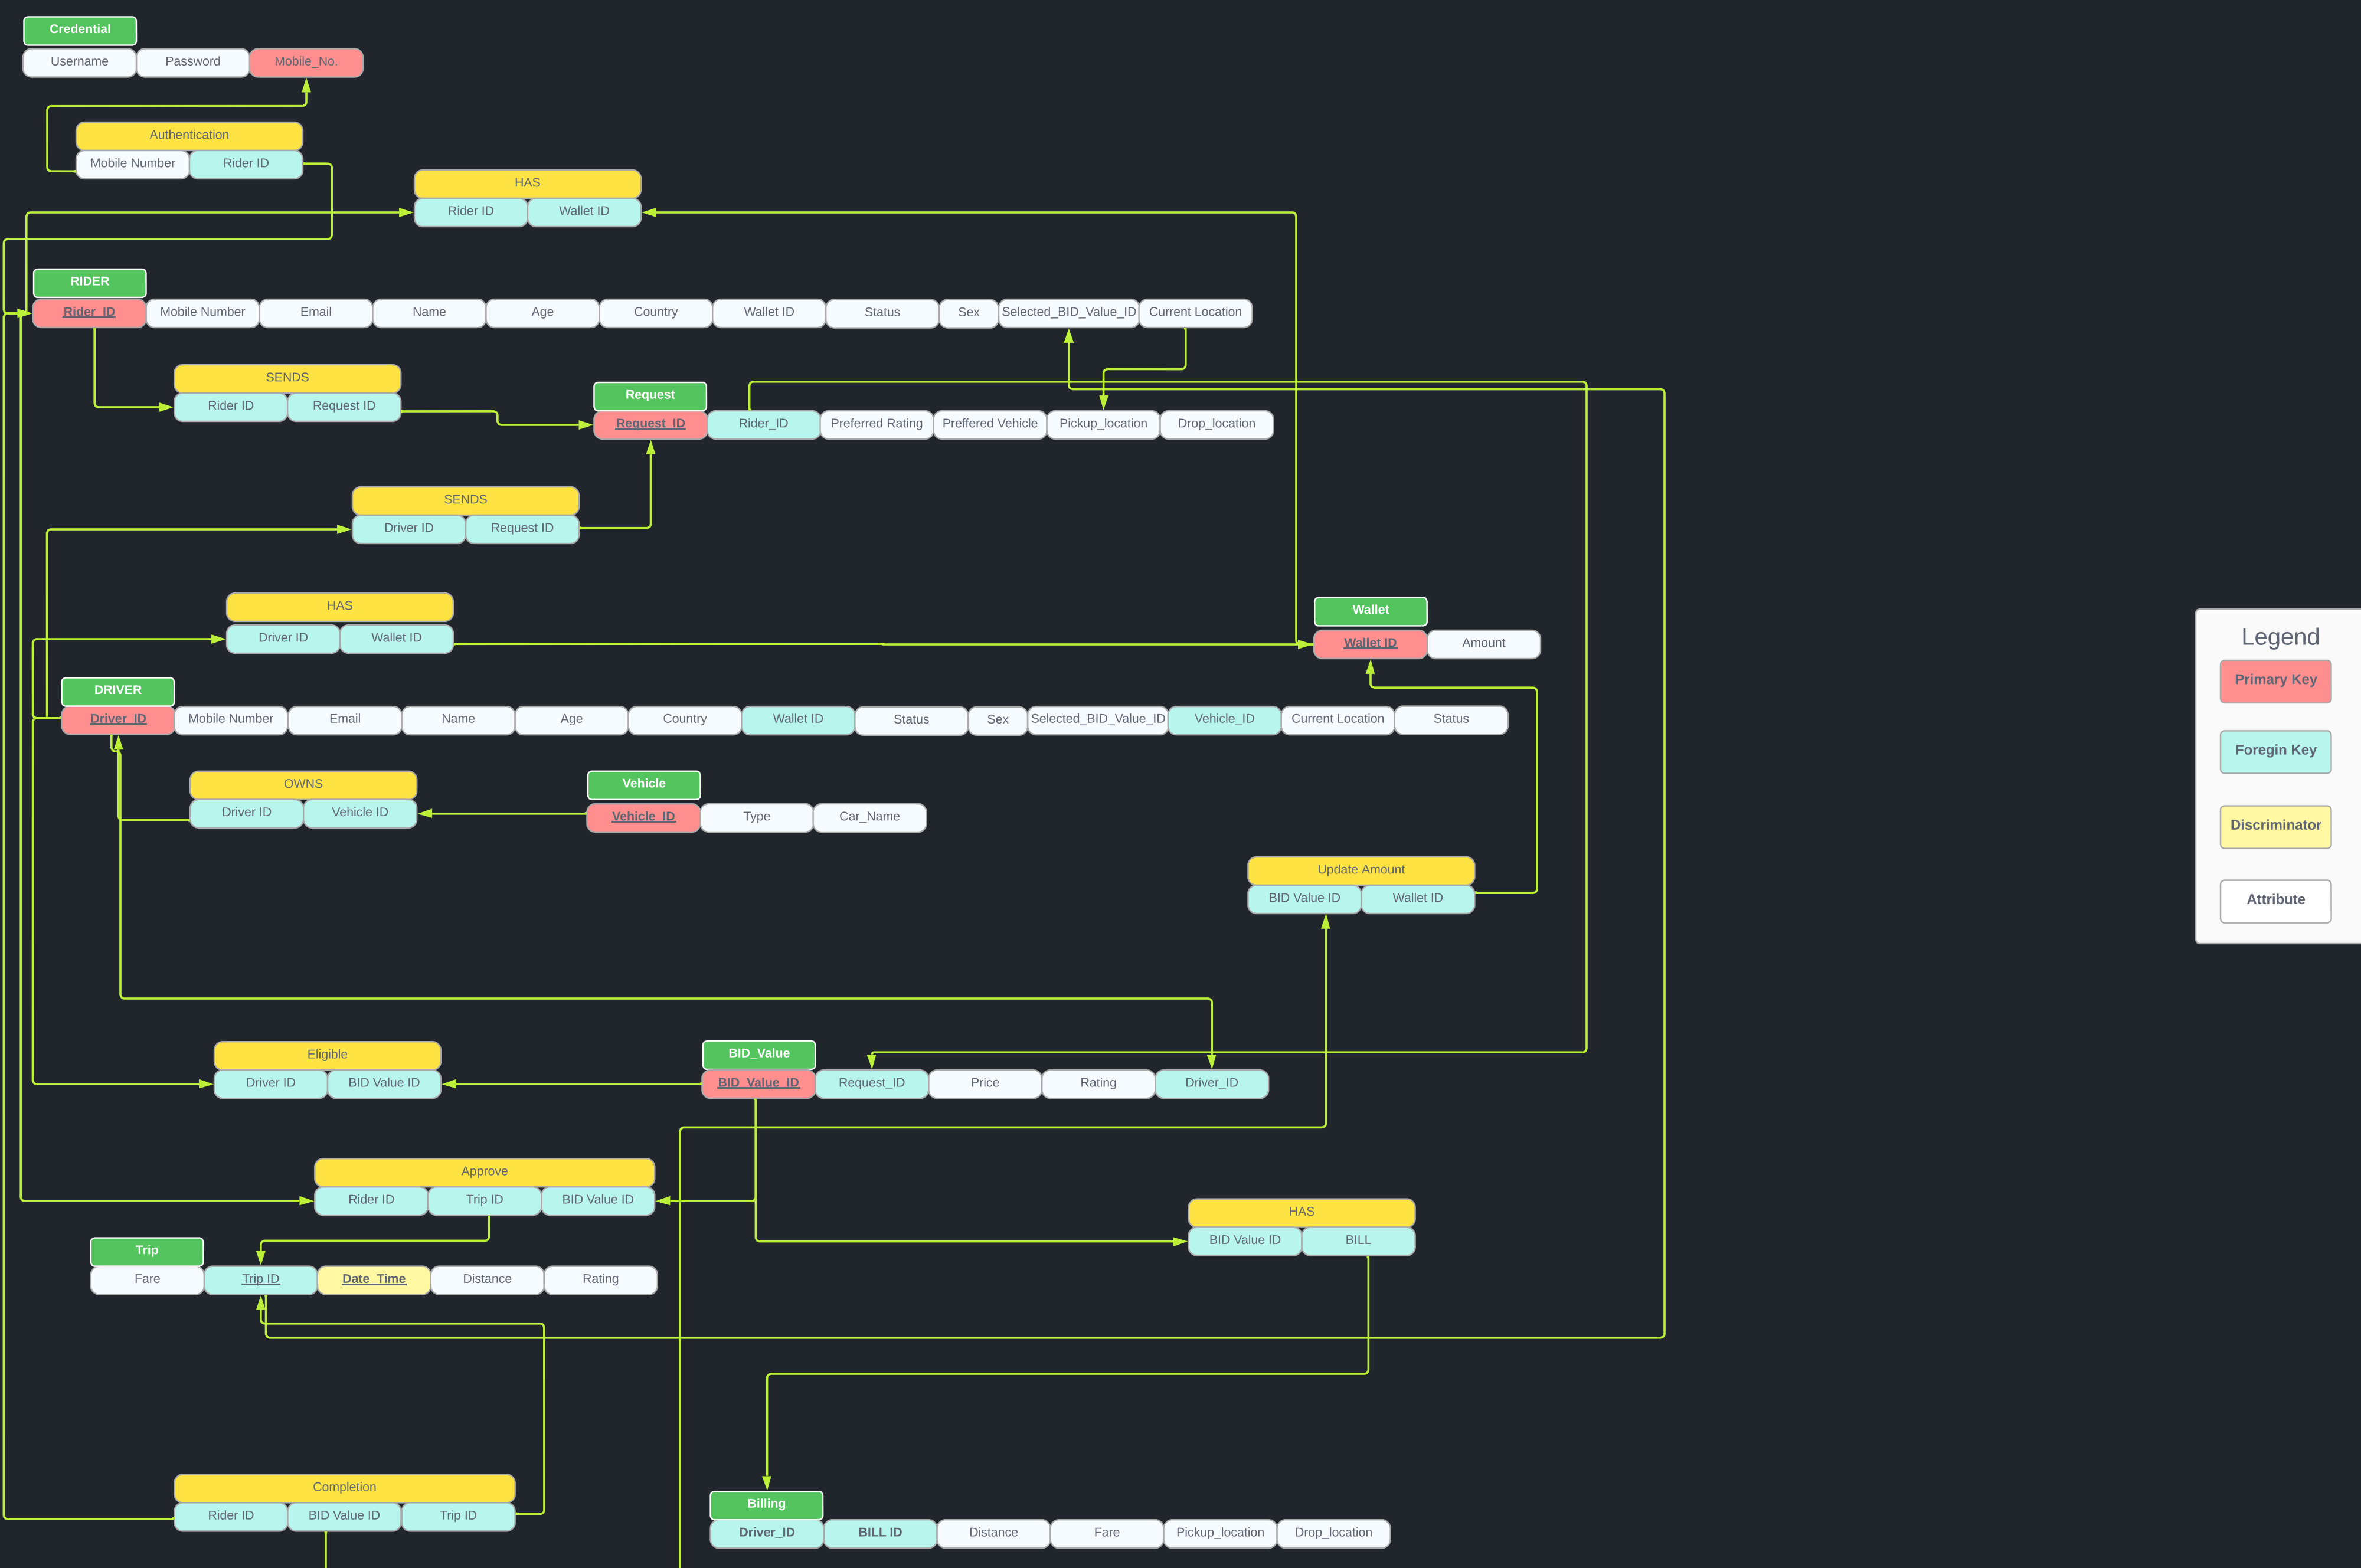 Credential
Username Password Mobile_No.
Authentication
Mobile Number Rider ID
HAS
Rider ID Wallet ID
RIDER
Rider_ID Mobile Number Email Name Age Country Wallet ID Status Sex Selected_BID_Value_ID Current Location
SENDS
Rider ID Request ID
Request
Request_ID Rider_ID Preferred Rating Preffered Vehicle Pickup_location Drop_location
SENDS
Driver ID Request ID
HAS
Driver ID Wallet ID
Wallet
Wallet ID Amount
DRIVER
Driver_ID Mobile Number Email Name Age Country Wallet ID Status Sex Selected_BID_Value_ID Vehicle_ID Current Location Status
OWNS
Driver ID Vehicle ID
Vehicle
Vehicle_ID Type Car_Name
Update Amount
BID Value ID Wallet ID
Eligible
Driver ID BID Value ID
BID_Value
BID_Value_ID Request_ID Price Rating Driver_ID
Approve
Rider ID Trip ID BID Value ID
HAS
BID Value ID BILL
Trip
Fare Trip ID Date_Time Distance Rating
Completion
Rider ID BID Value ID Trip ID
Billing
Driver_ID BILL ID Distance Fare Pickup_location Drop_location
Legend
Primary Key
Foregin Key
Discriminator
Attribute